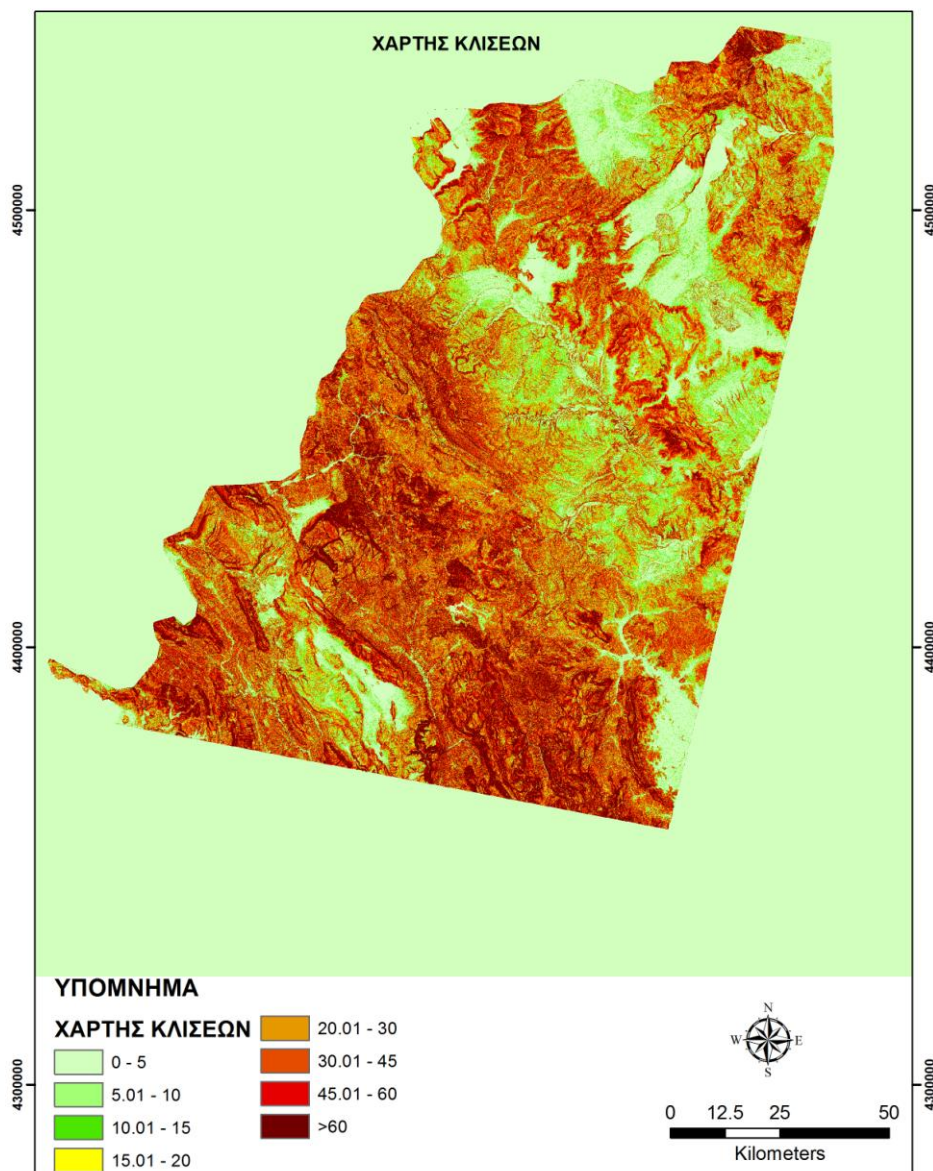 ΧΑΡΤΗΣ ΚΛΙΣΕΩΝ
4500000
4500000
4400000
4400000
4300000
4300000
ΥΠΟΜΝΗΜΑ
ΧΑΡΤΗΣ ΚΛΙΣΕΩΝ
0 - 5
5.01 - 10
10.01 - 15
15.01 - 20
20.01 - 30
30.01 - 45
45.01 - 60
>60
N
W E
S
0 12.5 25 50
Kilometers